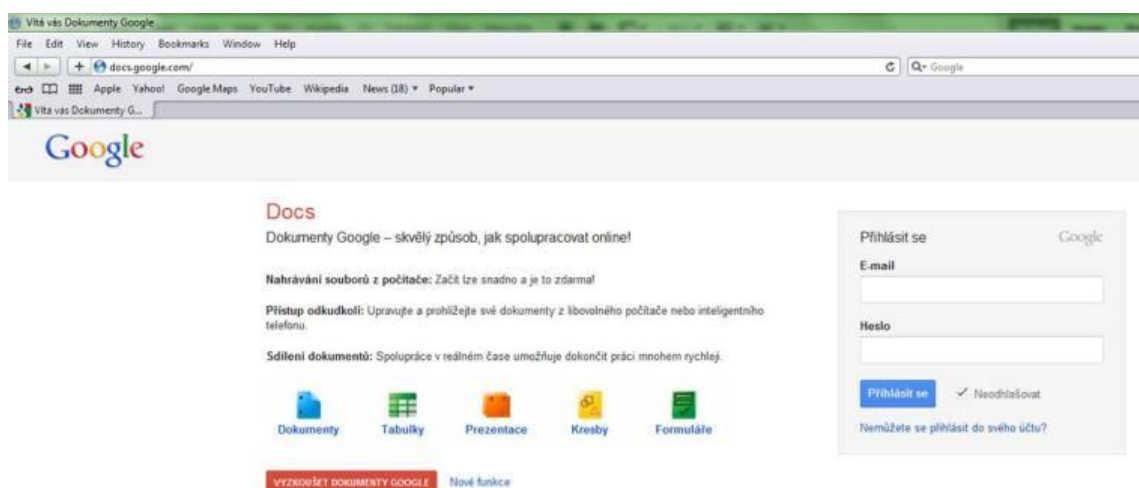 Vítá vás Dokumenty Google
File Edit View History Bookmarks Window Help
docs.google.com/
Google
Apple Yahoo! Google Maps YouTube Wikipedia News (18) Popular
Vítá vás Dokumenty G...
Google
Docs
Dokumenty Google – skvělý způsob, jak spolupracovat online!
Nahrávání souborů z počítače: Začít lze snadno a je to zdarma!
Přístup odkudkoli: Upravujte a prohlížejte své dokumenty z libovolného počítače nebo inteligentního
telefonu.
Sdílení dokumentů: Spolupráce v reálném čase umožňuje dokončit práci mnohem rychleji.
Dokumenty Tabulky Prezentace Kresby Formuláře
VYZKOUŠET DOKUMENTY GOOGLE Nové funkce
Přihlásit se Google
E-mail
Heslo
Přihlásit se Neodhlašovat
Nemůžete se přihlásit do svého účtu?